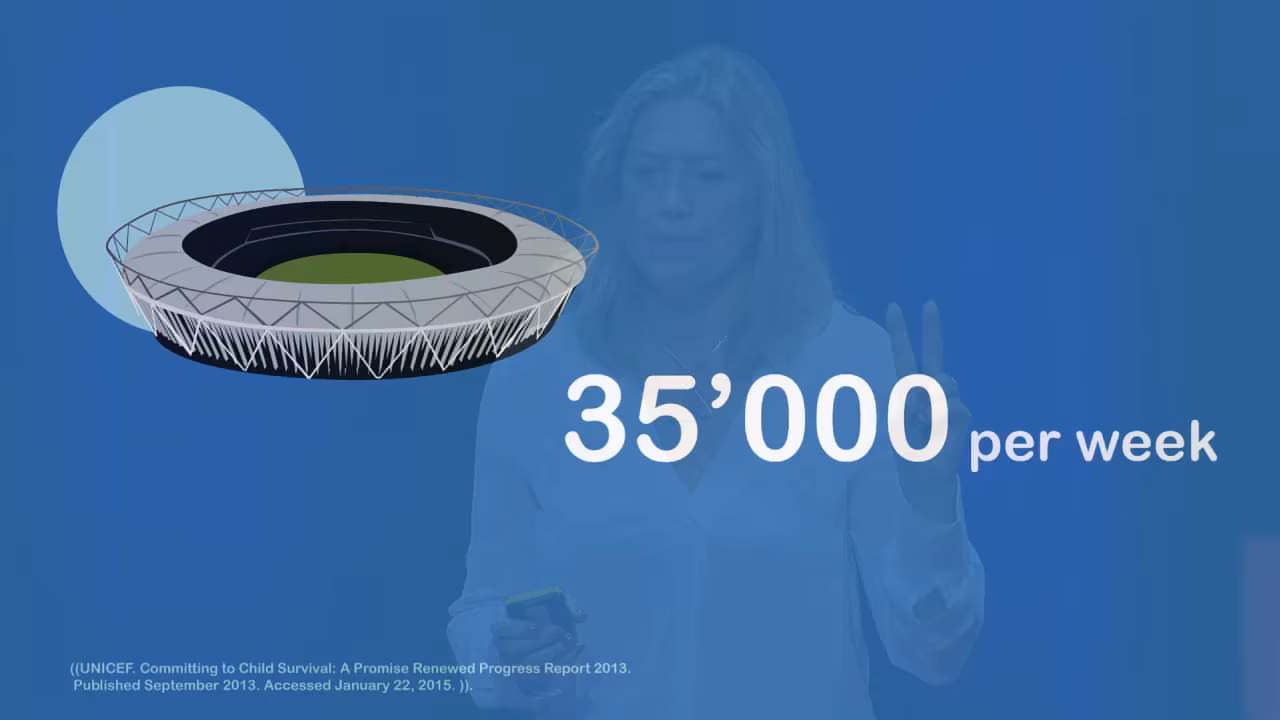 35’000 per week
((UNICEF. Committing to Child Survival: A Promise Renewed Progress Report 2013.
Published September 2013. Accessed January 22, 2015. )).